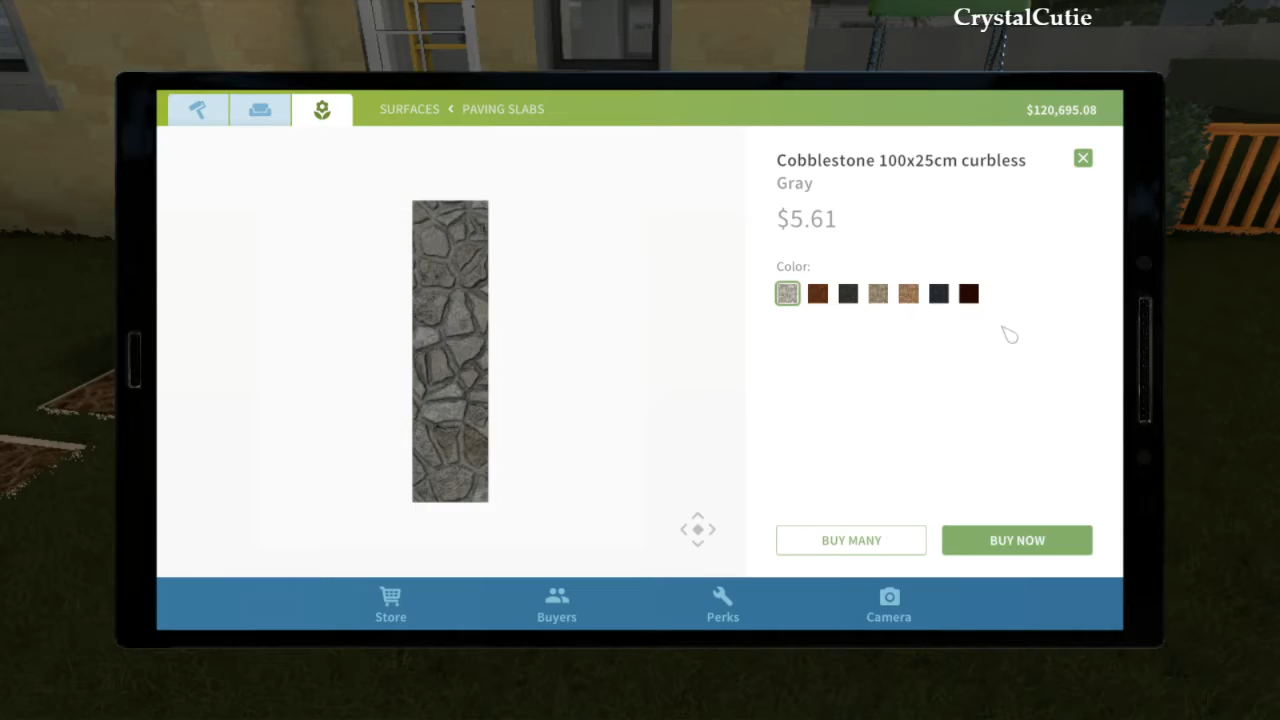 CrystalCutie
SURFACES < PAVING SLABS
$120,695.08
Cobblestone 100x25cm curbless
Gray
$5.61
Color:
BUY MANY
BUY NOW
Store
Buyers
Perks
Camera